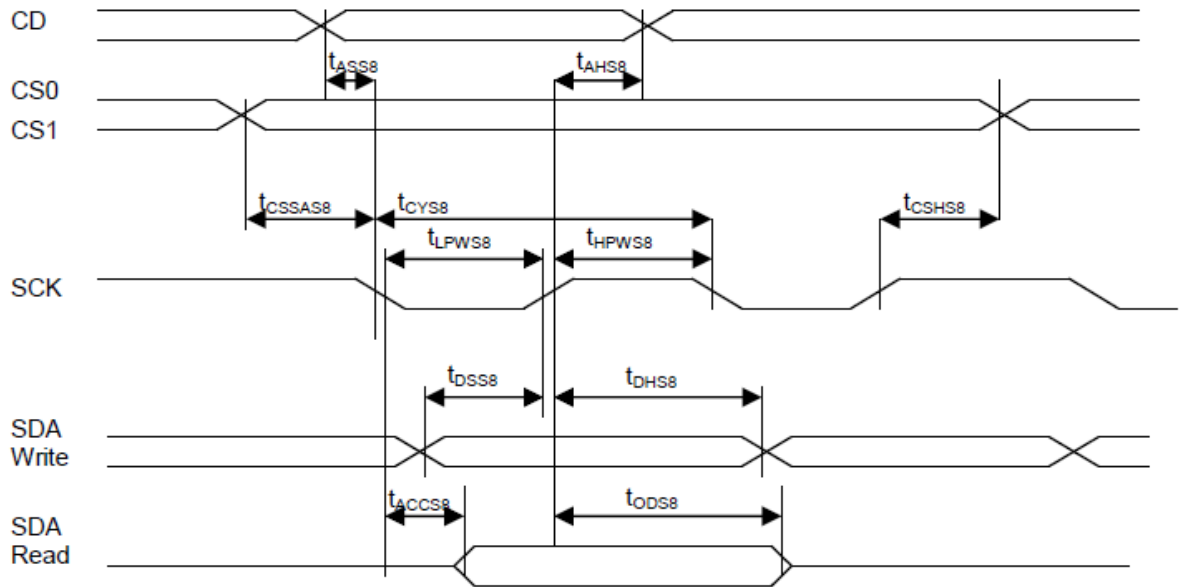 CD
tASS8
tAHS8
CS0
CS1
tCSSAS8
tCYS8
tCSHS8
tLPWS8
tHPWS8
SCK
tDSS8
tDHS8
SDA
Write
tACCS8
tODS8
SDA
Read